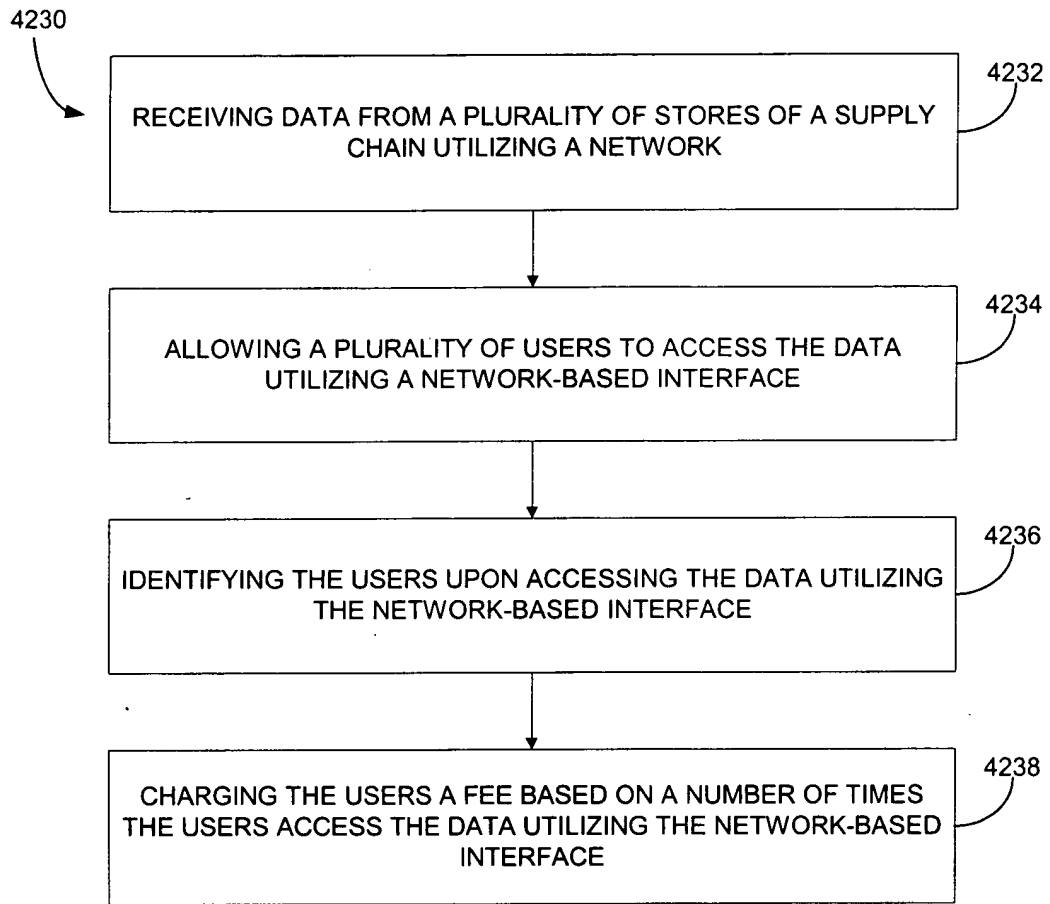 4230
4232
RECEIVING DATA FROM A PLURALITY OF STORES OF A SUPPLY
CHAIN UTILIZING A NETWORK
4234
ALLOWING A PLURALITY OF USERS TO ACCESS THE DATA
UTILIZING A NETWORK-BASED INTERFACE
4236
IDENTIFYING THE USERS UPON ACCESSING THE DATA UTILIZING
THE NETWORK-BASED INTERFACE
4238
CHARGING THE USERS A FEE BASED ON A NUMBER OF TIMES
THE USERS ACCESS THE DATA UTILIZING THE NETWORK-BASED
INTERFACE